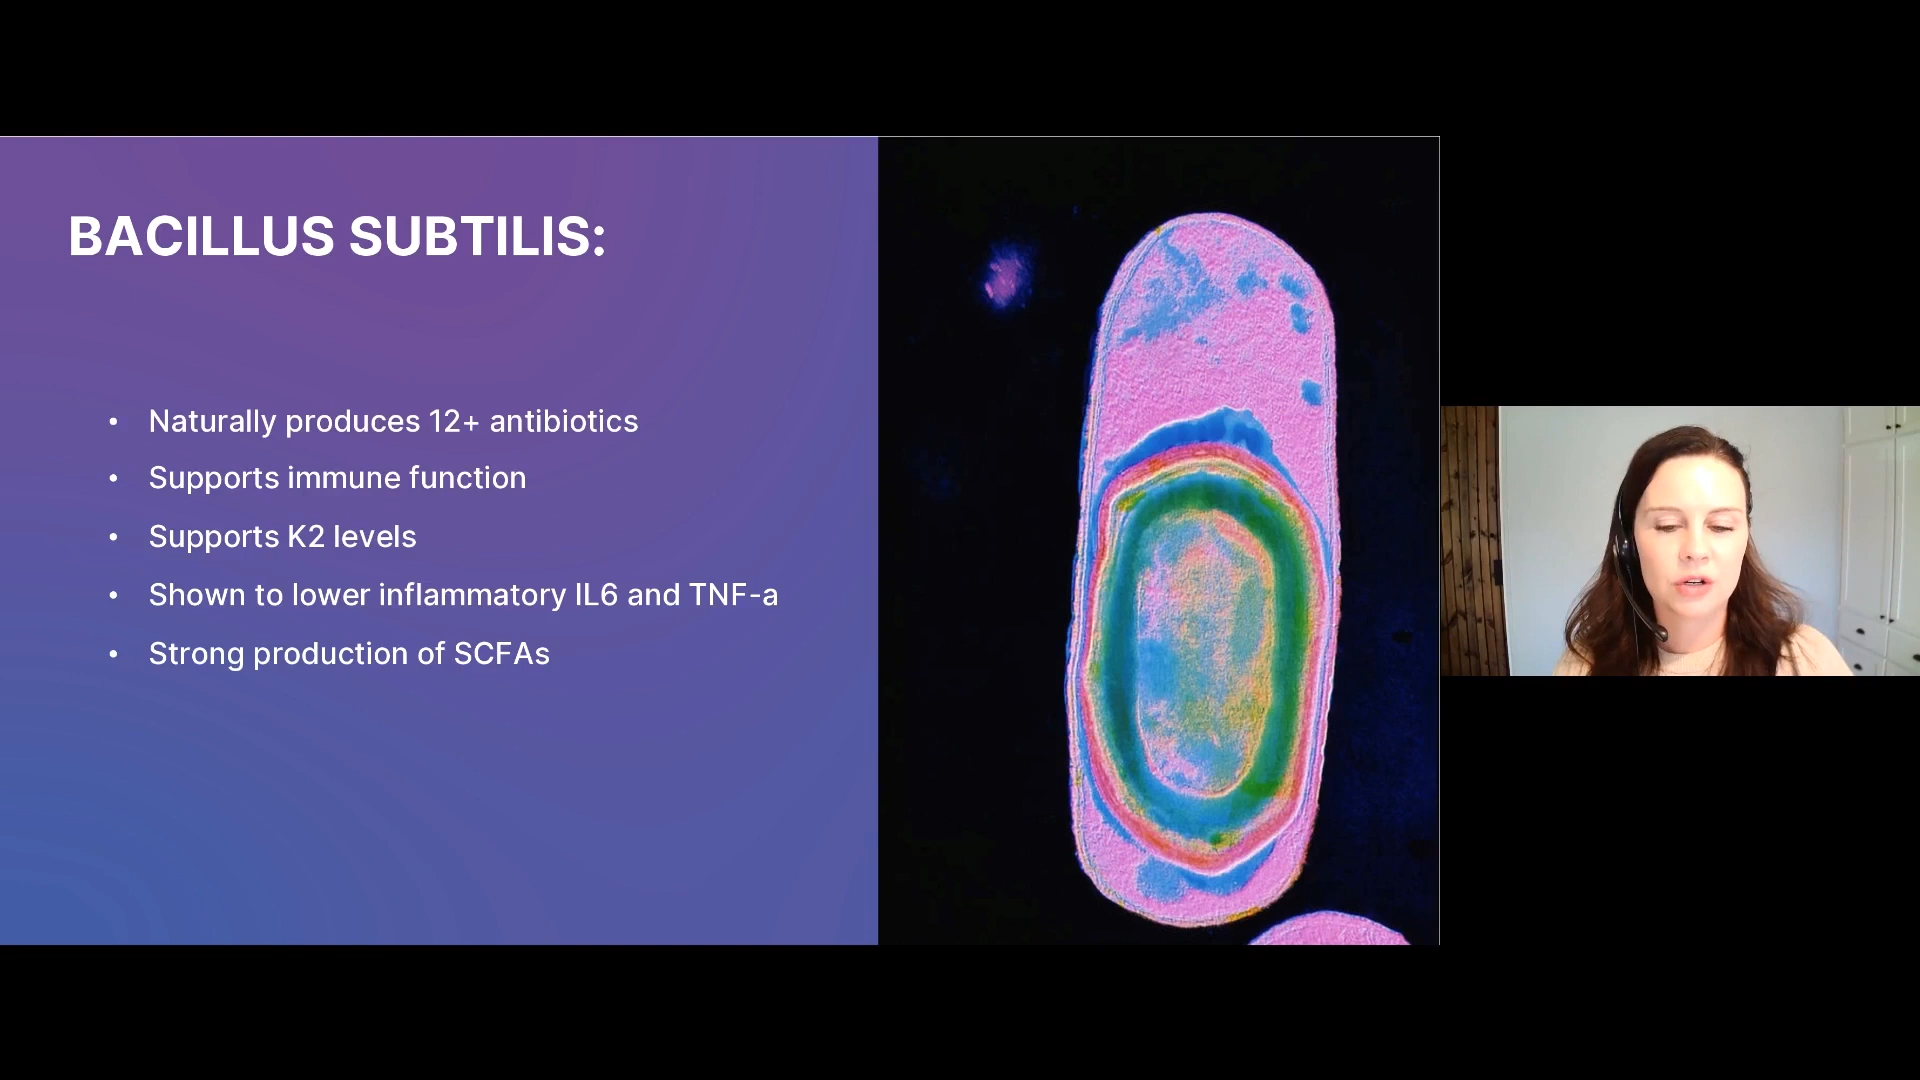 BACILLUS SUBTILIS:
• Naturally produces 12+ antibiotics
• Supports immune function
• Supports K2 levels
• Shown to lower inflammatory IL6 and TNF-a
• Strong production of SCFAs